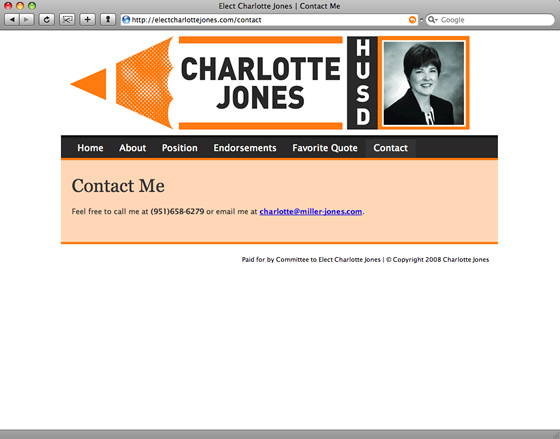 Elect Charlotte Jones | Contact Me
http://electcharlottejones.com/contact
Google
CHARLOTTE
JONES
HUSD
Home About Position Endorsements Favorite Quote Contact
Contact Me
Feel free to call me at (951)658-6279 or email me at charlotte@miller-jones.com.
Paid for by Committee to Elect Charlotte Jones | © Copyright 2008 Charlotte Jones